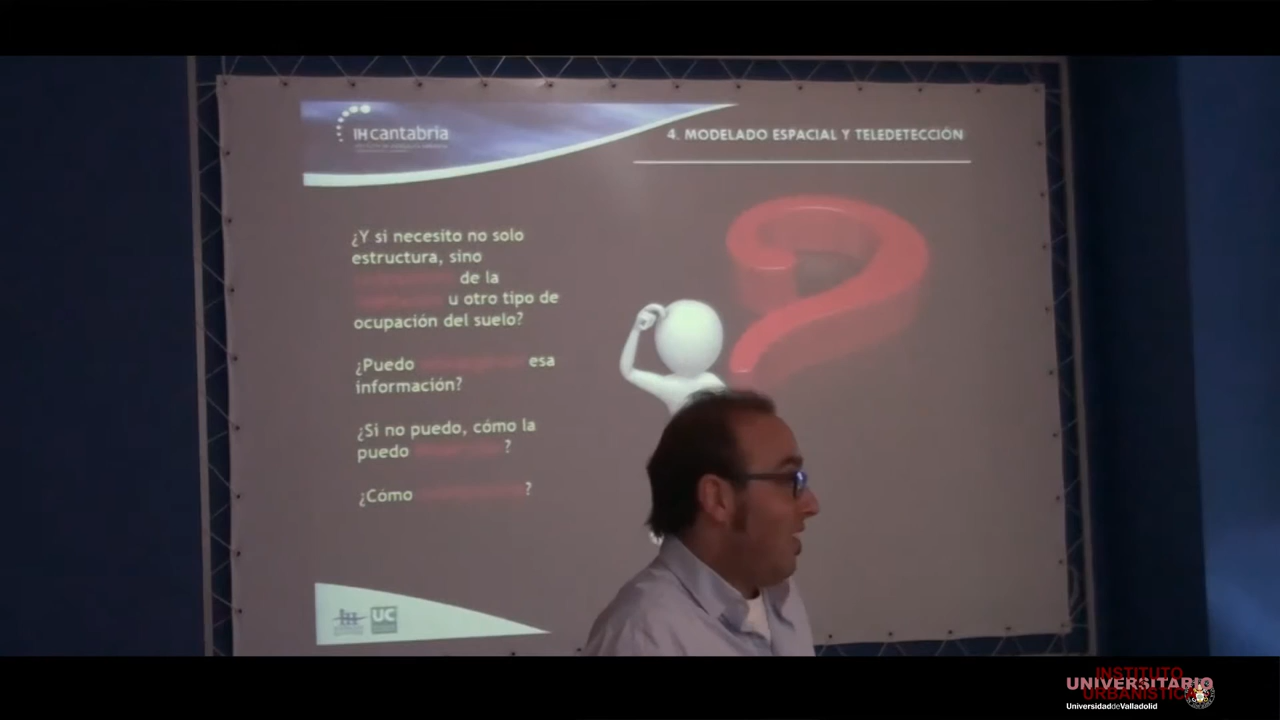 IHcantabria
4. MODELADO ESPACIAL Y TELEDETECCIÓN
¿Y si necesito no solo
estructura, sino
de la
u otro tipo de
ocupación del suelo?
¿Puedo esa
información?
¿Si no puedo, cómo la
puedo ?
¿Cómo ?
UC
INSTITUTO
UNIVERSITARIO
URBANÍSTICA
UniversidaddeValladolid